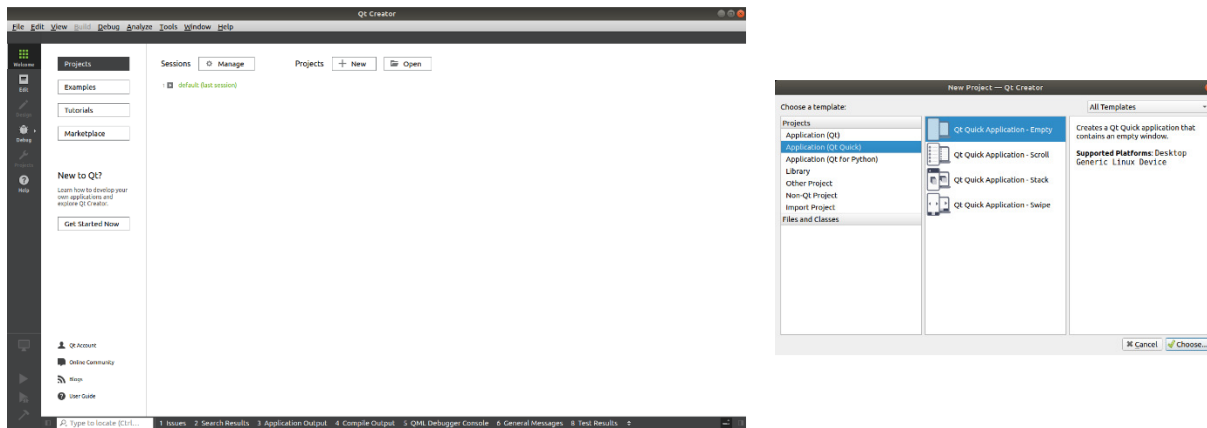 Qt Creator
File Edit View Build Debug Analyze Tools Window Help
Welcome
Edit
Design
Debug
Projects
Help
Projects
Examples
Tutorials
Marketplace
New to Qt?
Learn how to develop your
own applications and
explore Qt Creator.
Get Started Now
Qt Account
Online Community
Blogs
User Guide
Sessions Manage Projects New Open
1 default (last session)
Type to locate (Ctrl...
1 Issues 2 Search Results 3 Application Output 4 Compile Output 5 QML Debugger Console 6 General Messages 8 Test Results
New Project — Qt Creator
Choose a template:
All Templates
Projects
Application (Qt)
Application (Qt Quick)
Application (Qt for Python)
Library
Other Project
Non-Qt Project
Import Project
Files and Classes
Qt Quick Application - Empty
Qt Quick Application - Scroll
Qt Quick Application - Stack
Qt Quick Application - Swipe
Creates a Qt Quick application that
contains an empty window.
Supported Platforms: Desktop
Generic Linux Device
Cancel Choose...